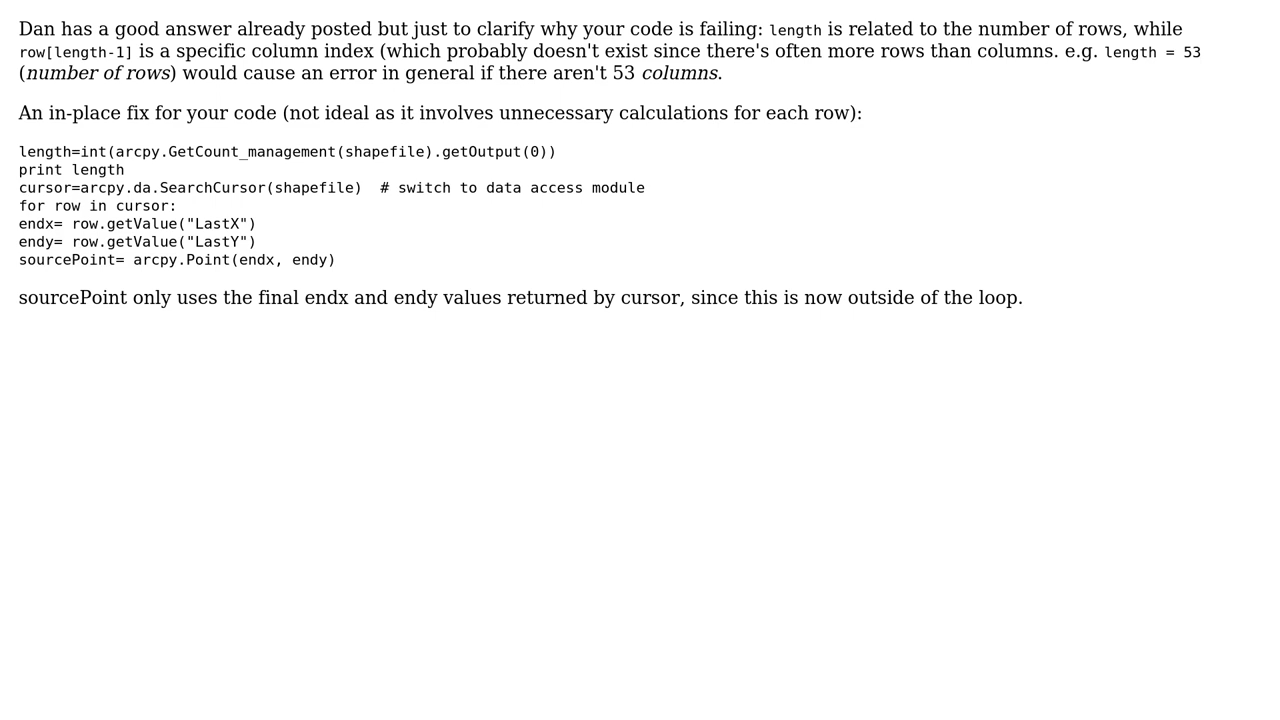 Dan has a good answer already posted but just to clarify why your code is failing: length is related to the number of rows, while
row[length-1] is a specific column index (which probably doesn't exist since there's often more rows than columns. e.g. length = 53
(number of rows) would cause an error in general if there aren't 53 columns.
An in-place fix for your code (not ideal as it involves unnecessary calculations for each row):
length=int(arcpy.GetCount_management(shapefile).getOutput(0))
print length
cursor=arcpy.da.SearchCursor(shapefile)  # switch to data access module
for row in cursor:
endx= row.getValue("LastX")
endy= row.getValue("LastY")
sourcePoint= arcpy.Point(endx, endy)
sourcePoint only uses the final endx and endy values returned by cursor, since this is now outside of the loop.